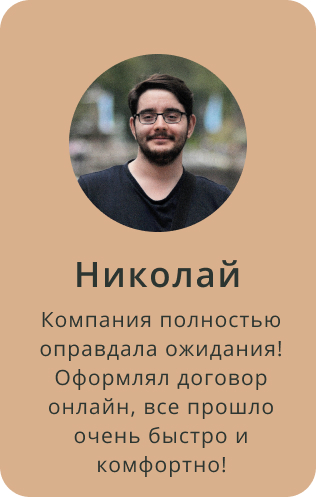 Николай
Компания полностью
оправдала ожидания!
Оформлял договор
онлайн, все прошло
очень быстро и
комфортно!